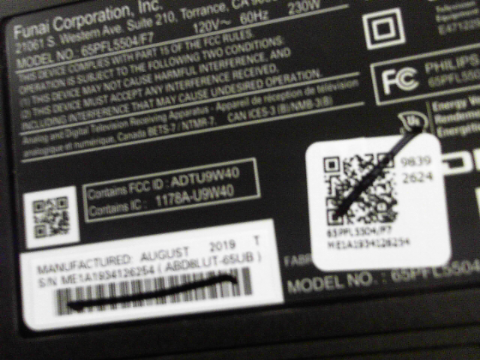 Funai Corporation, Inc.
21061 S. Western Ave. Suite 210, Torrance, CA
MODEL NO : 65PFL5504/F7 120V~ 60Hz 230W
THIS DEVICE COMPLIES WITH PART 15 OF THE FCC RULES.
OPERATION IS SUBJECT TO THE FOLLOWING TWO CONDITIONS:
(1) THIS DEVICE MAY NOT CAUSE HARMFUL INTERFERENCE, AND
(2) THIS DEVICE MUST ACCEPT ANY INTERFERENCE RECEIVED,
INCLUDING INTERFERENCE THAT MAY CAUSE UNDESIRED OPERATION.
Analog and Digital Television Receiving Apparatus · Appareil de réception de télévision
analogique et numérique, Canada BETS-7 / NTMR-7. CAN ICES-3 (B)/NMB-3(B)
Television
Equipment
FC PHILIPS
65PFL5504
Contains FCC ID : ADTU9W40
Contains IC : 1178A-U9W40
MANUFACTURED AUGUST 2019 T
S/N ME1A1934126254 ( ABD6LUT-65UB )
9839
2624
65PFL5504/F7
ME1A1934126254
MODEL NO. : 65PFL5504